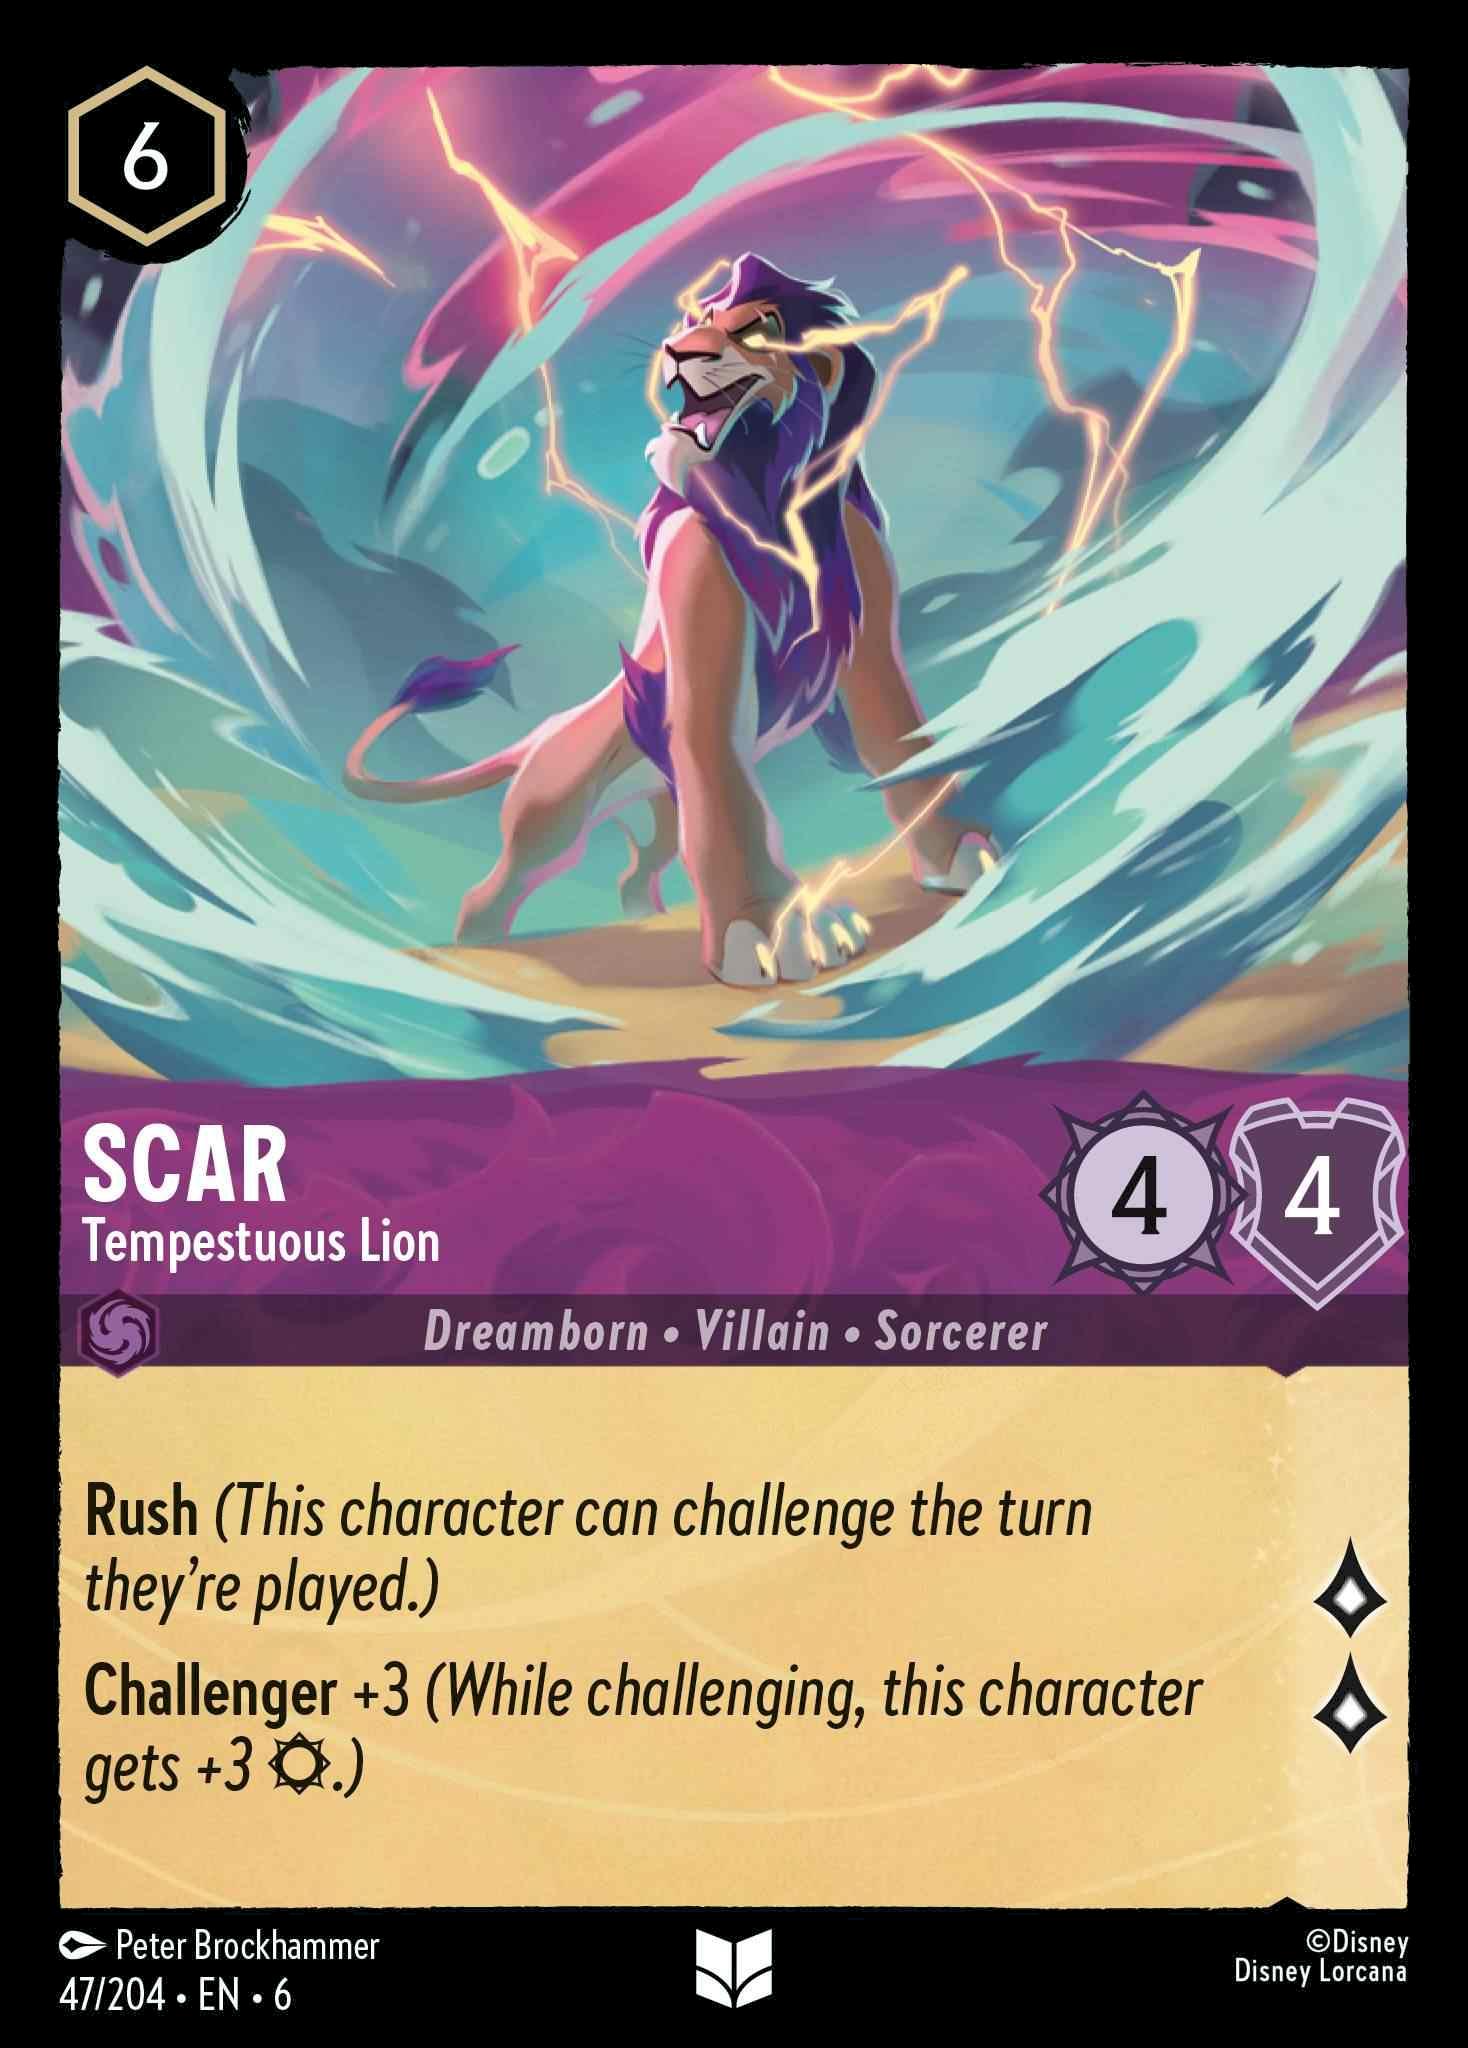 6
SCAR
Tempestuous Lion
4
4
Dreamborn • Villain • Sorcerer
Rush (This character can challenge the turn
they’re played.)
Challenger +3 (While challenging, this character
gets +3 .)
Peter Brockhammer
47/204 • EN • 6
©Disney
Disney Lorcana